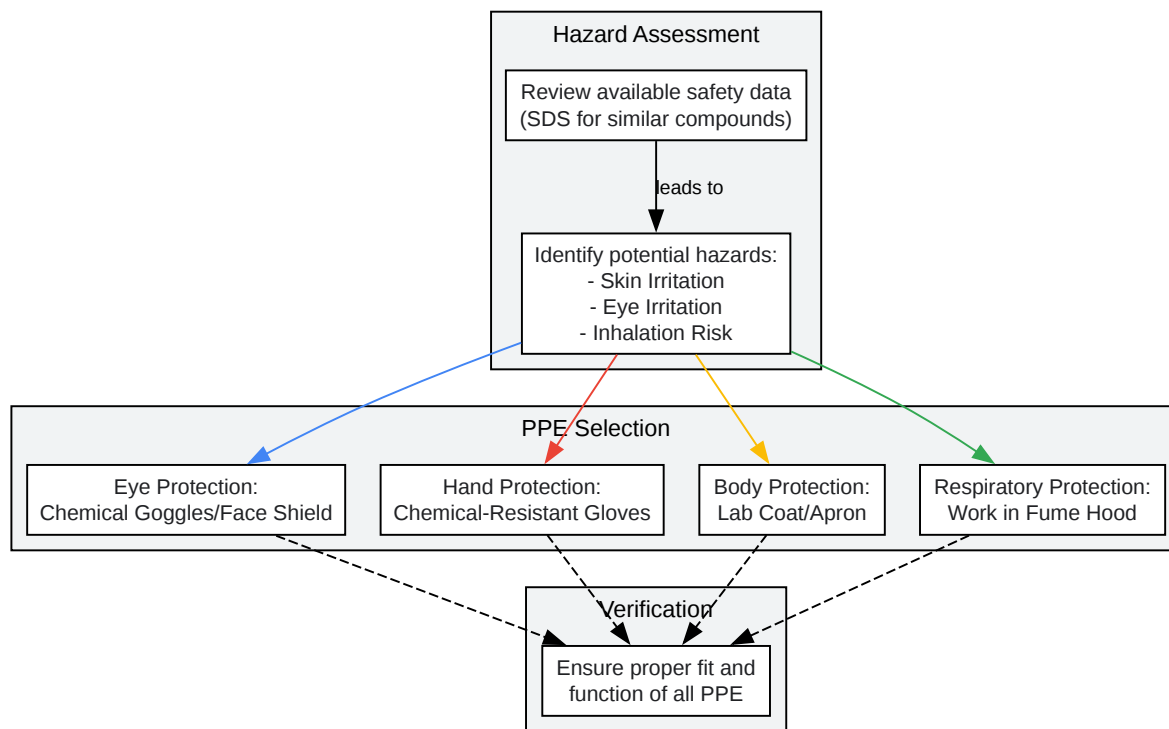 Hazard Assessment
Review available safety data
(SDS for similar compounds)
leads to
Identify potential hazards:
- Skin Irritation
- Eye Irritation
- Inhalation Risk
PPE Selection
Eye Protection:
Chemical Goggles/Face Shield
Hand Protection:
Chemical-Resistant Gloves
Body Protection:
Lab Coat/Apron
Respiratory Protection:
Work in Fume Hood
Verification
Ensure proper fit and
function of all PPE